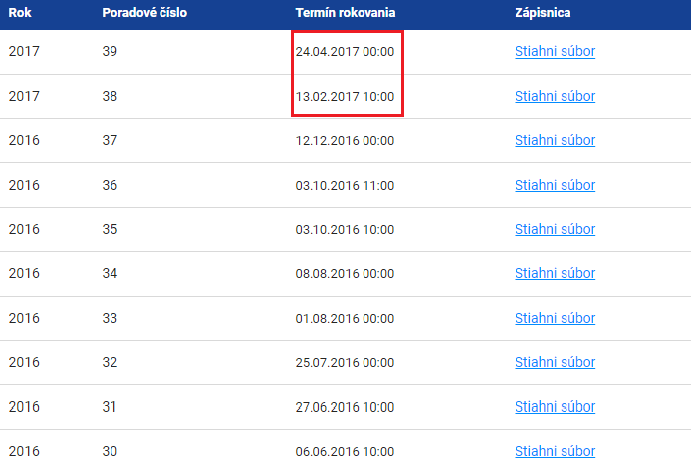 Rok Poradové číslo Termín rokovania Zápisnica
2017 39 24.04.2017 00:00 Stiahni súbor
2017 38 13.02.2017 10:00 Stiahni súbor
2016 37 12.12.2016 00:00 Stiahni súbor
2016 36 03.10.2016 11:00 Stiahni súbor
2016 35 03.10.2016 10:00 Stiahni súbor
2016 34 08.08.2016 00:00 Stiahni súbor
2016 33 01.08.2016 00:00 Stiahni súbor
2016 32 25.07.2016 00:00 Stiahni súbor
2016 31 27.06.2016 10:00 Stiahni súbor
2016 30 06.06.2016 10:00 Stiahni súbor